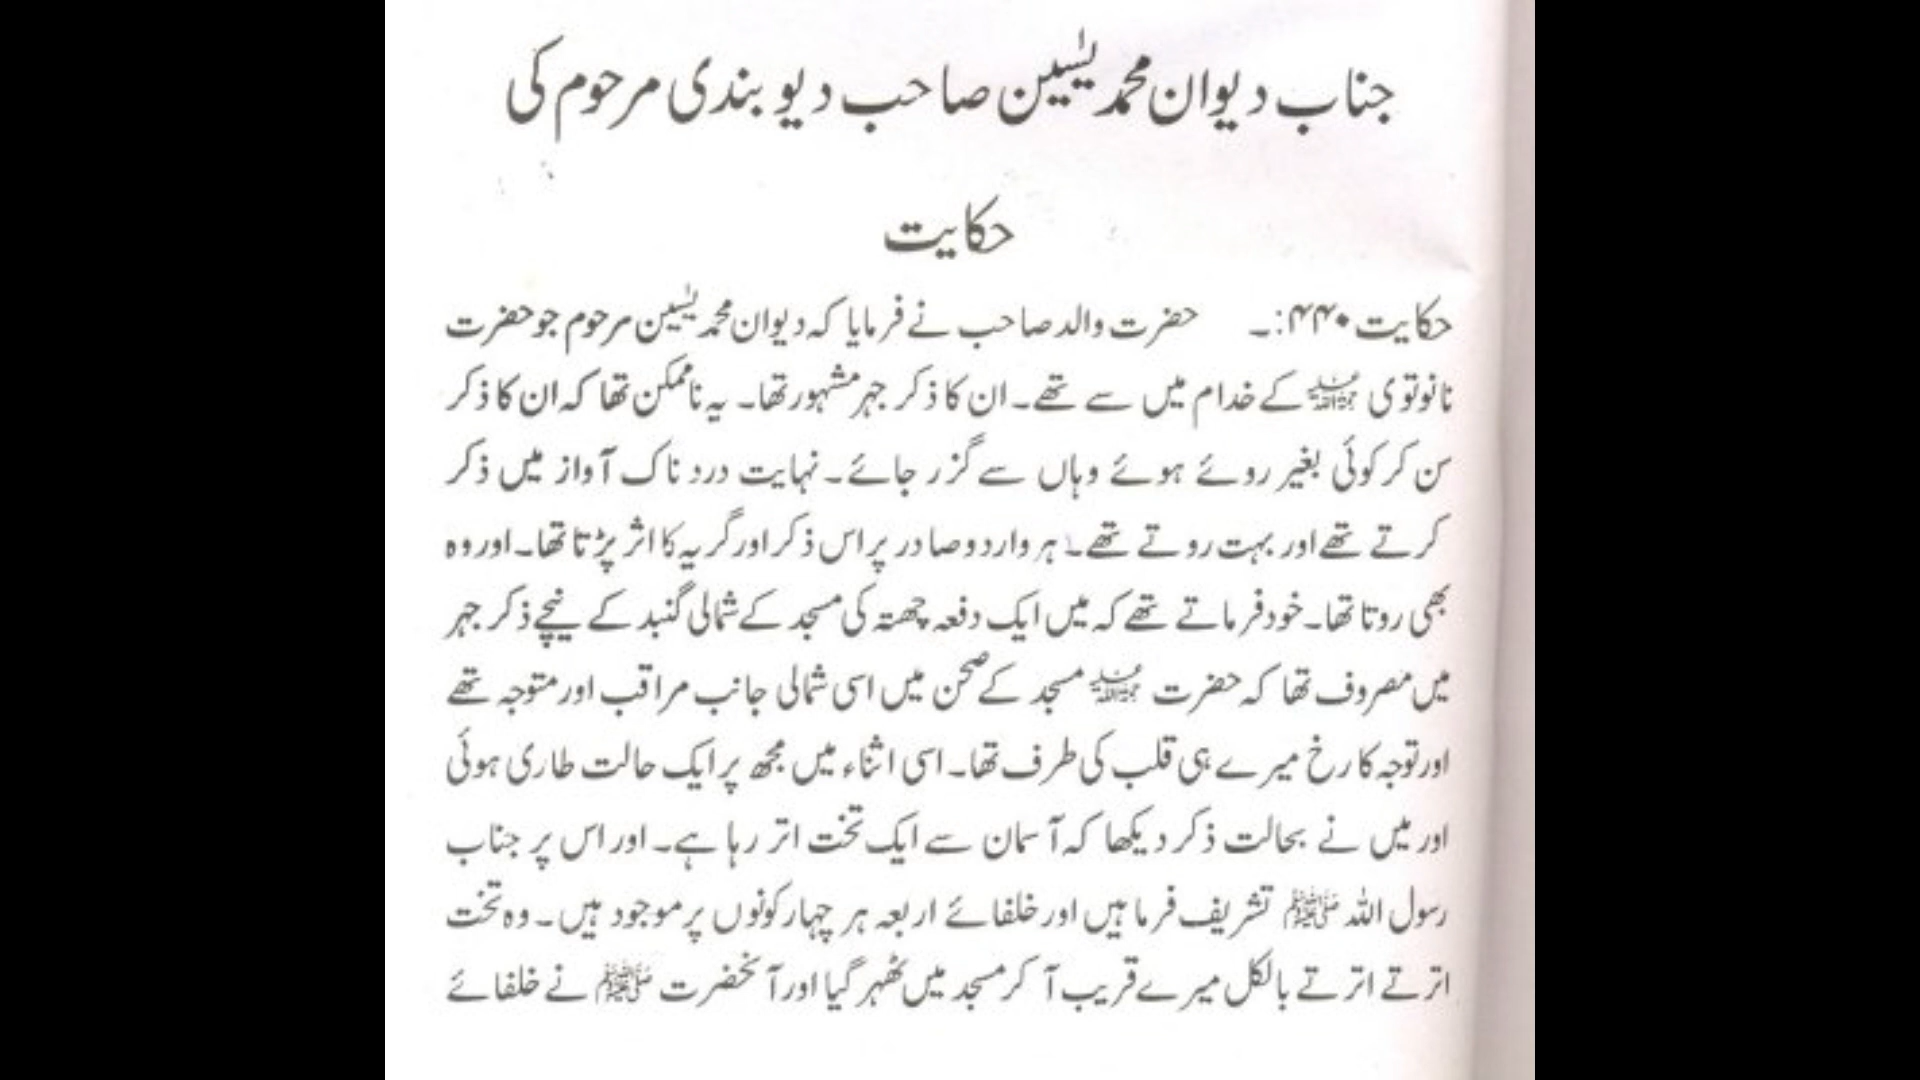 جناب دیوان محمد یٰسین صاحب دیوبندی مرحوم کی
حکایت
حکایت ۴۴۰:۔ حضرت والد صاحب نے فرمایا کہ دیوان محمد یٰسین مرحوم جو حضرت
نانوتوی رحمۃ اللہ علیہ کے خدام میں سے تھے۔ ان کا ذکر جہر مشہور تھا۔ یہ ناممکن تھا کہ ان کا ذکر
سن کر کوئی بغیر روئے ہوئے وہاں سے گزر جائے۔ نہایت دردناک آواز میں ذکر
کرتے تھے اور بہت روتے تھے۔ ہر وارد و صادر پر اس ذکر اور گریہ کا اثر پڑتا تھا۔ اور وہ
بھی روتا تھا۔ خود فرماتے تھے کہ میں ایک دفعہ چھتہ کی مسجد کے شمالی گنبد کے نیچے ذکر جہر
میں مصروف تھا کہ حضرت رحمۃ اللہ علیہ مسجد کے صحن میں اسی شمالی جانب مراقب اور متوجہ تھے
اور توجہ کا رخ میرے ہی قلب کی طرف تھا۔ اسی اثناء میں مجھ پر ایک حالت طاری ہوئی
اور میں نے بحالت ذکر دیکھا کہ آسمان سے ایک تخت اتر رہا ہے۔ اور اس پر جناب
رسول اللہ ﷺ تشریف فرما ہیں اور خلفائے اربعہ ہر چہار کونوں پر موجود ہیں۔ وہ تخت
اترتے اترتے بالکل میرے قریب آ کر مسجد میں ٹھہر گیا اور آنحضرت ﷺ نے خلفائے